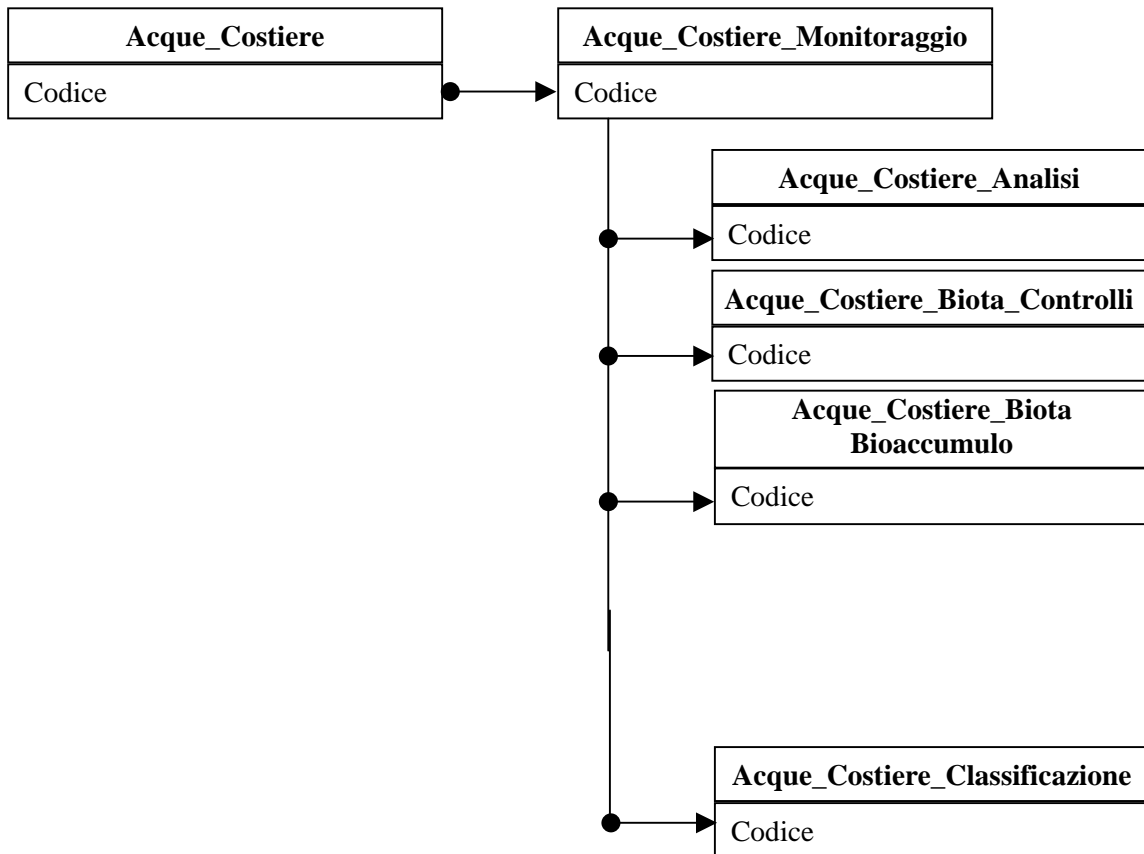 Acque_Costiere
Codice
Acque_Costiere_Monitoraggio
Codice
Acque_Costiere_Analisi
Codice
Acque_Costiere_Biota_Controlli
Codice
Acque_Costiere_Biota
Bioaccumulo
Codice
Acque_Costiere_Classificazione
Codice